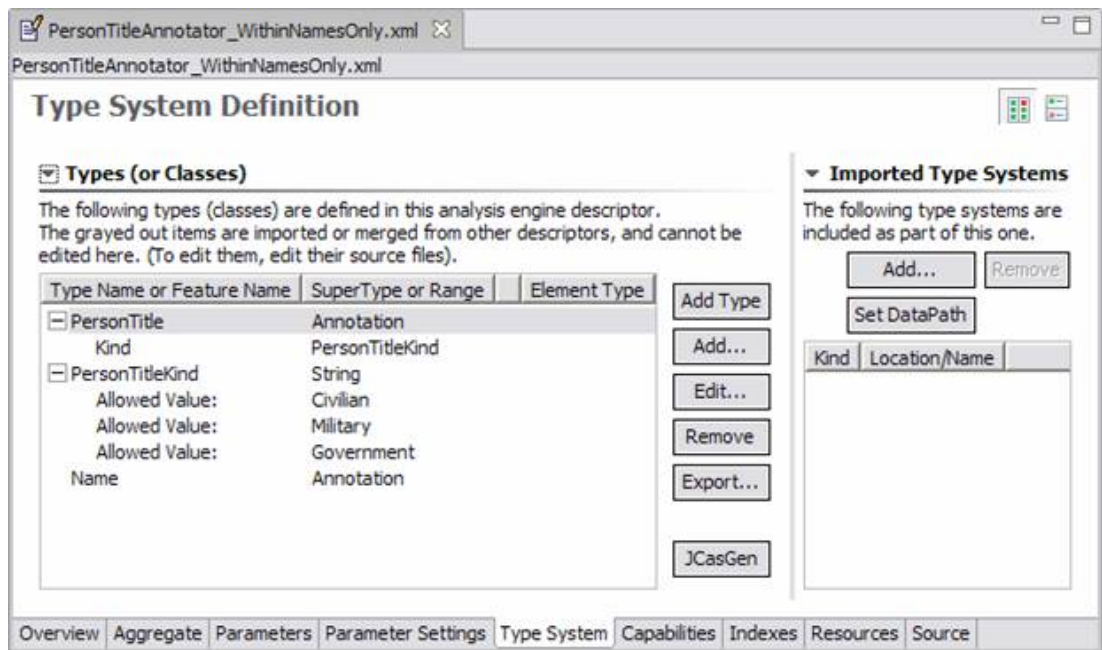 PersonTitleAnnotator_WithinNamesOnly.xml
PersonTitleAnnotator_WithinNamesOnly.xml
Type System Definition
Types (or Classes)
The following types (classes) are defined in this analysis engine descriptor.
The grayed out items are imported or merged from other descriptors, and cannot be
edited here. (To edit them, edit their source files).
Type Name or Feature Name SuperType or Range Element Type
PersonTitle Annotation
Kind PersonTitleKind
PersonTitleKind String
Allowed Value: Civilian
Allowed Value: Military
Allowed Value: Government
Name Annotation
Add Type
Add...
Edit...
Remove
Export...
JCasGen
Imported Type Systems
The following type systems are
included as part of this one.
Add... Remove
Set DataPath
Kind Location/Name
Overview Aggregate Parameters Parameter Settings Type System Capabilities Indexes Resources Source